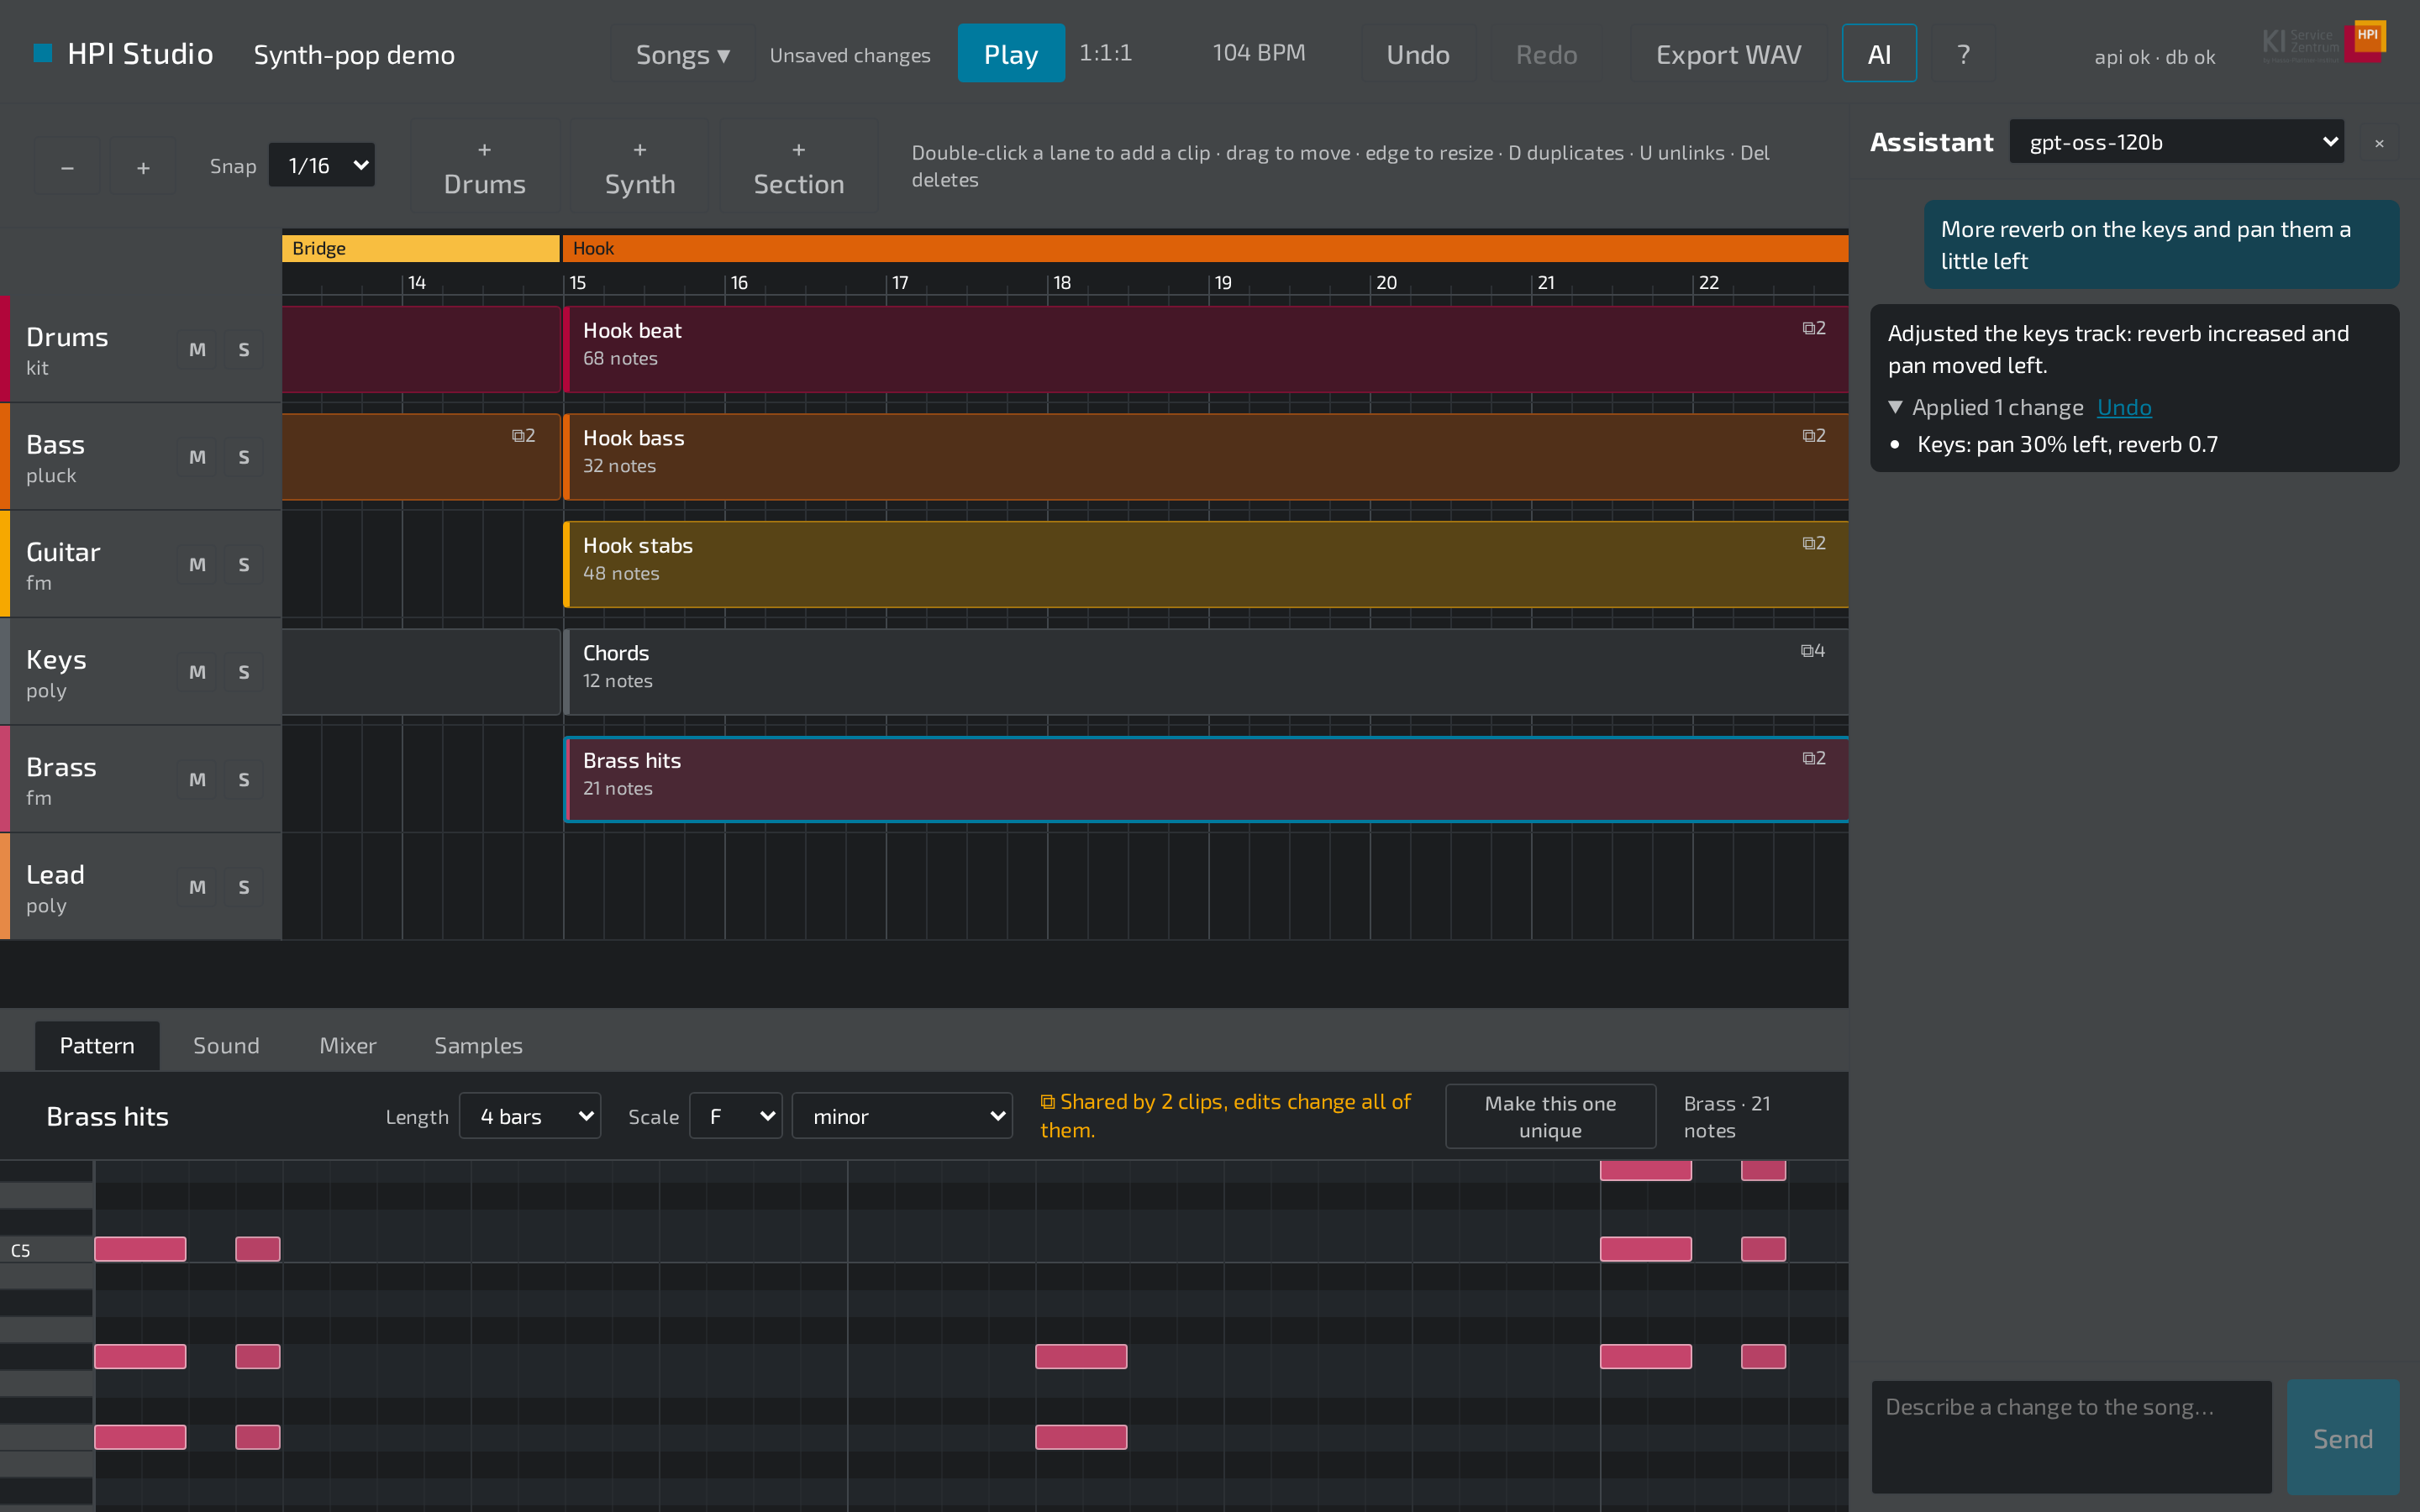 HPI Studio
Synth-pop demo
Songs ▾
Unsaved changes
Play
1:1:1
104 BPM
Undo
Redo
Export WAV
AI
?
api ok · db ok
KI Service
Zentrum
HPI
−
+
Snap
1/16
+
Drums
+
Synth
+
Section
Double-click a lane to add a clip · drag to move · edge to resize · D duplicates · U unlinks · Del
deletes
Bridge
Hook
14
15
16
17
18
19
20
21
22
Drums
kit
M
S
Hook beat
68 notes
⧉2
Bass
pluck
M
S
⧉2
Hook bass
32 notes
⧉2
Guitar
fm
M
S
Hook stabs
48 notes
⧉2
Keys
poly
M
S
Chords
12 notes
⧉4
Brass
fm
M
S
Brass hits
21 notes
⧉2
Lead
poly
M
S
Pattern
Sound
Mixer
Samples
Brass hits
Length
4 bars
Scale
F
minor
⧉ Shared by 2 clips, edits change all of
them.
Make this one
unique
Brass · 21
notes
C5
Assistant
gpt-oss-120b
×
More reverb on the keys and pan them a
little left
Adjusted the keys track: reverb increased and
pan moved left.
▼ Applied 1 change Undo
• Keys: pan 30% left, reverb 0.7
Describe a change to the song…
Send